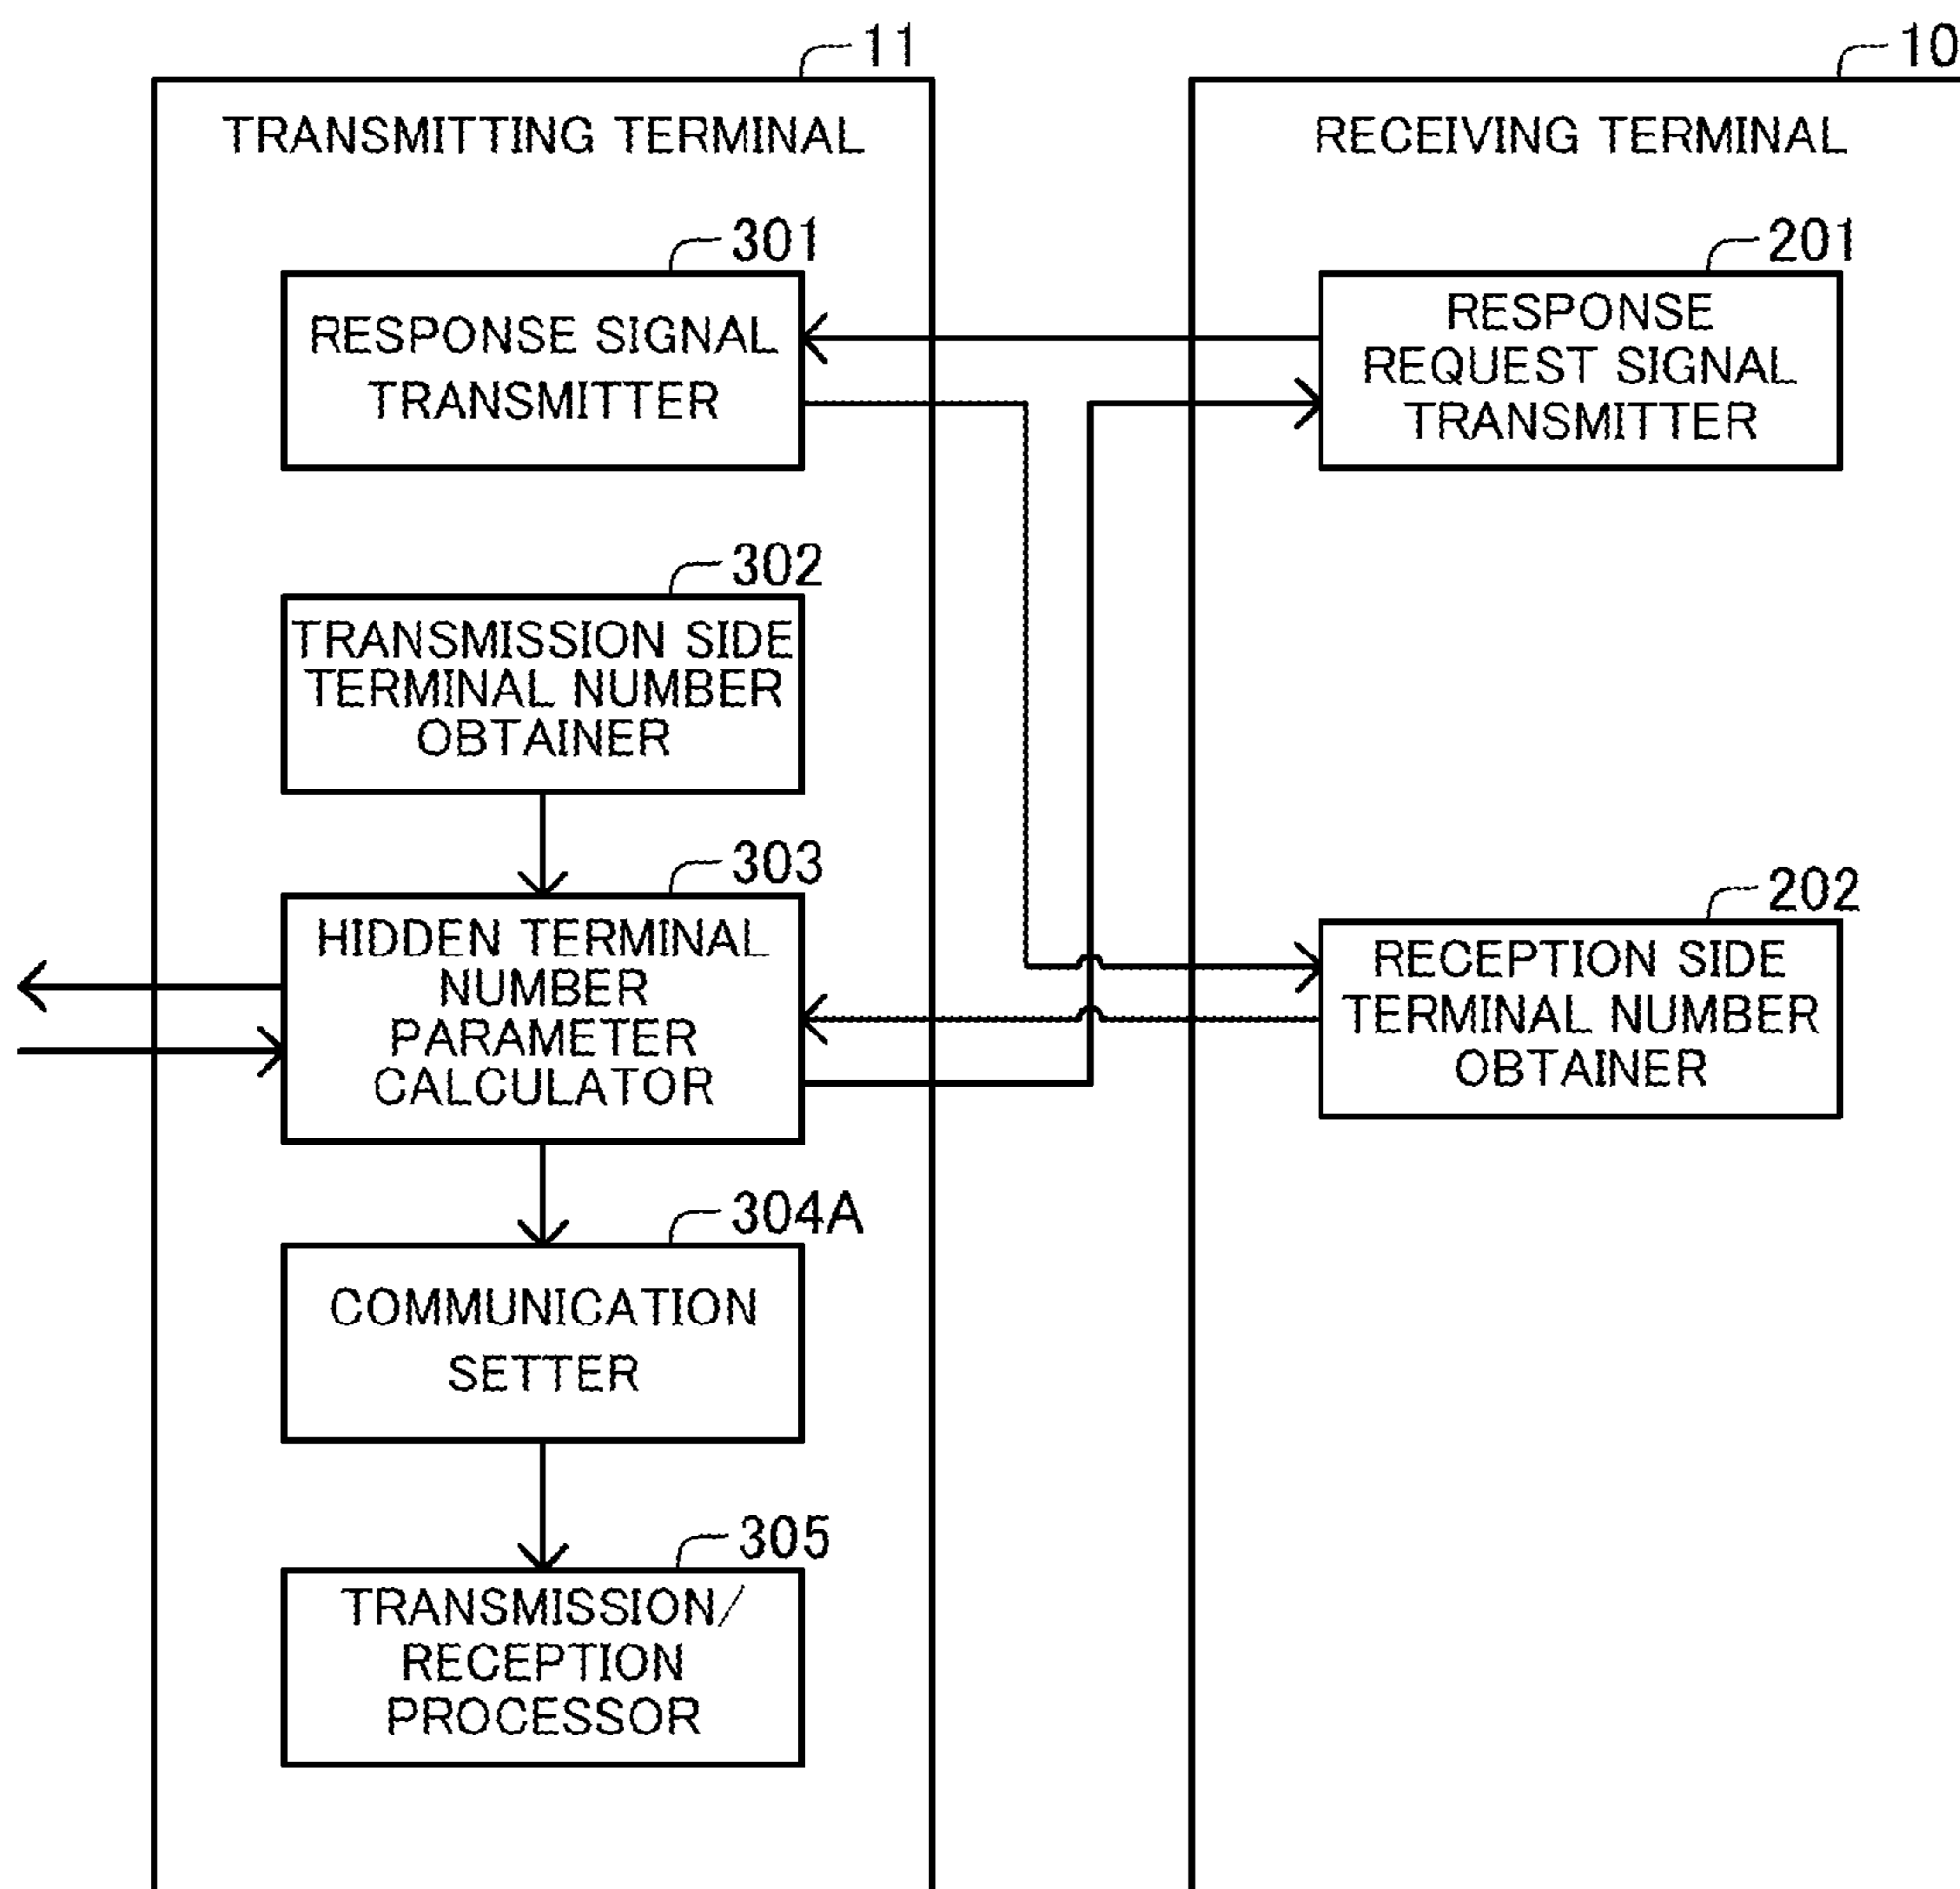 11
TRANSMITTING TERMINAL
301
RESPONSE SIGNAL
TRANSMITTER
302
TRANSMISSION SIDE
TERMINAL NUMBER
OBTAINER
303
HIDDEN TERMINAL
NUMBER
PARAMETER
CALCULATOR
304A
COMMUNICATION
SETTER
305
TRANSMISSION/
RECEPTION
PROCESSOR
10
RECEIVING TERMINAL
201
RESPONSE
REQUEST SIGNAL
TRANSMITTER
202
RECEPTION SIDE
TERMINAL NUMBER
OBTAINER